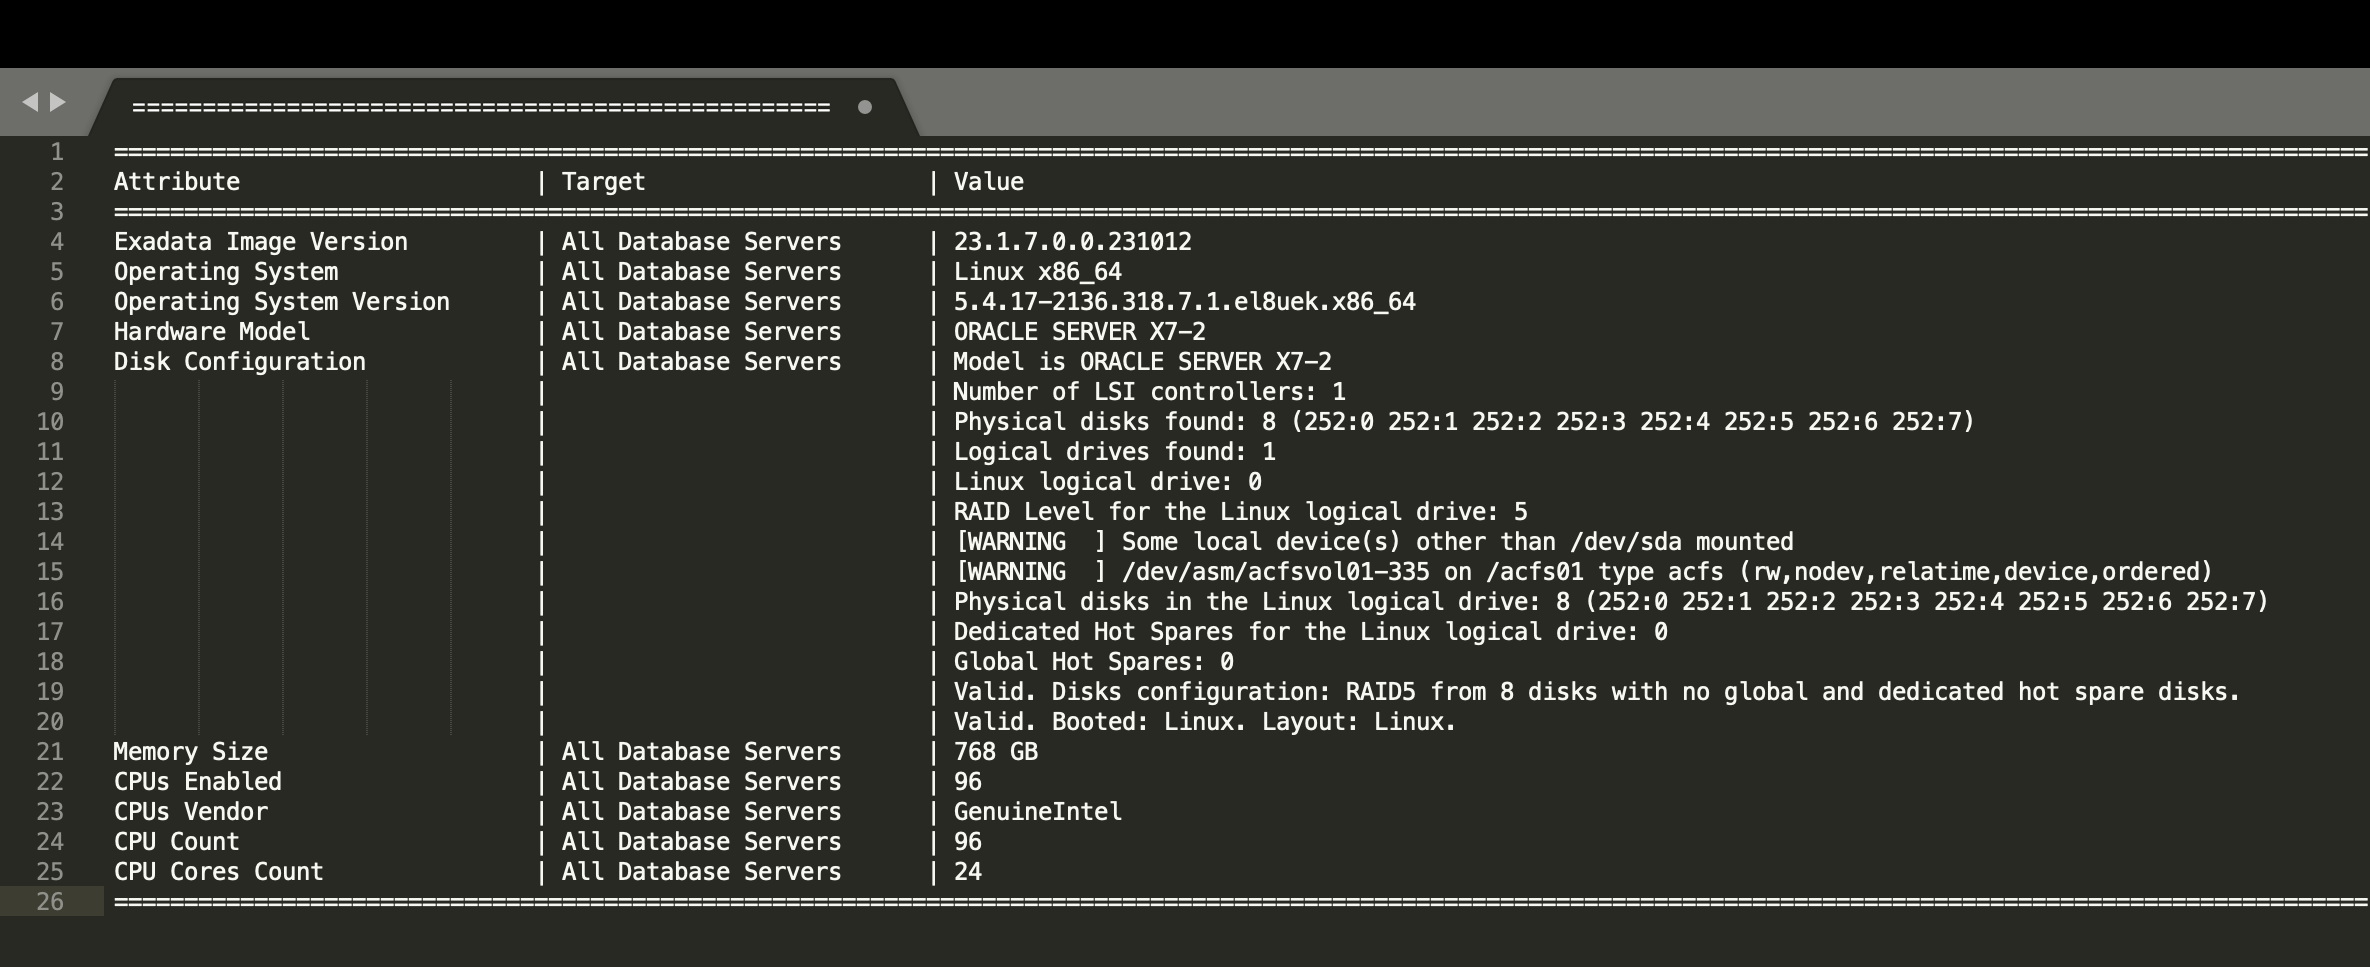 ==================================================
1 =================================================================================================================================================================
2 Attribute | Target | Value
3 =================================================================================================================================================================
4 Exadata Image Version | All Database Servers | 23.1.7.0.0.231012
5 Operating System | All Database Servers | Linux x86_64
6 Operating System Version | All Database Servers | 5.4.17-2136.318.7.1.el8uek.x86_64
7 Hardware Model | All Database Servers | ORACLE SERVER X7-2
8 Disk Configuration | All Database Servers | Model is ORACLE SERVER X7-2
9 | | Number of LSI controllers: 1
10 | | Physical disks found: 8 (252:0 252:1 252:2 252:3 252:4 252:5 252:6 252:7)
11 | | Logical drives found: 1
12 | | Linux logical drive: 0
13 | | RAID Level for the Linux logical drive: 5
14 | | [WARNING  ] Some local device(s) other than /dev/sda mounted
15 | | [WARNING  ] /dev/asm/acfsvol01-335 on /acfs01 type acfs (rw,nodev,relatime,device,ordered)
16 | | Physical disks in the Linux logical drive: 8 (252:0 252:1 252:2 252:3 252:4 252:5 252:6 252:7)
17 | | Dedicated Hot Spares for the Linux logical drive: 0
18 | | Global Hot Spares: 0
19 | | Valid. Disks configuration: RAID5 from 8 disks with no global and dedicated hot spare disks.
20 | | Valid. Booted: Linux. Layout: Linux.
21 Memory Size | All Database Servers | 768 GB
22 CPUs Enabled | All Database Servers | 96
23 CPUs Vendor | All Database Servers | GenuineIntel
24 CPU Count | All Database Servers | 96
25 CPU Cores Count | All Database Servers | 24
26 =================================================================================================================================================================